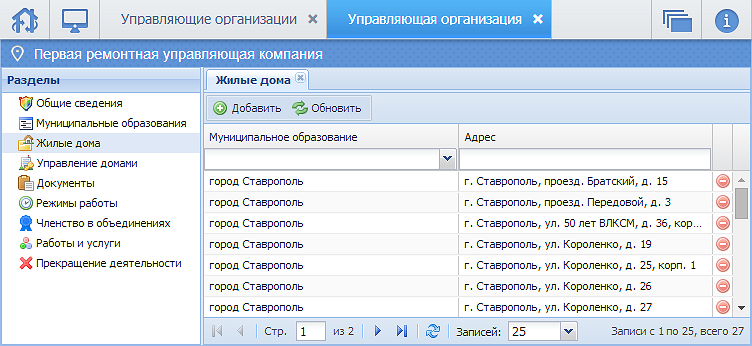 Управляющие организации
Управляющая организация
Первая ремонтная управляющая компания
Разделы
Общие сведения
Муниципальные образования
Жилые дома
Управление домами
Документы
Режимы работы
Членство в объединениях
Работы и услуги
Прекращение деятельности
Жилые дома
Добавить Обновить
Муниципальное образование Адрес
город Ставрополь г. Ставрополь, проезд. Братский, д. 15
город Ставрополь г. Ставрополь, проезд. Передовой, д. 3
город Ставрополь г. Ставрополь, ул. 50 лет ВЛКСМ, д. 36, кор...
город Ставрополь г. Ставрополь, ул. Короленко, д. 19
город Ставрополь г. Ставрополь, ул. Короленко, д. 25, корп. 1
город Ставрополь г. Ставрополь, ул. Короленко, д. 26
город Ставрополь г. Ставрополь, ул. Короленко, д. 27
Стр. 1 из 2 Записей: 25 Записи с 1 по 25, всего 27